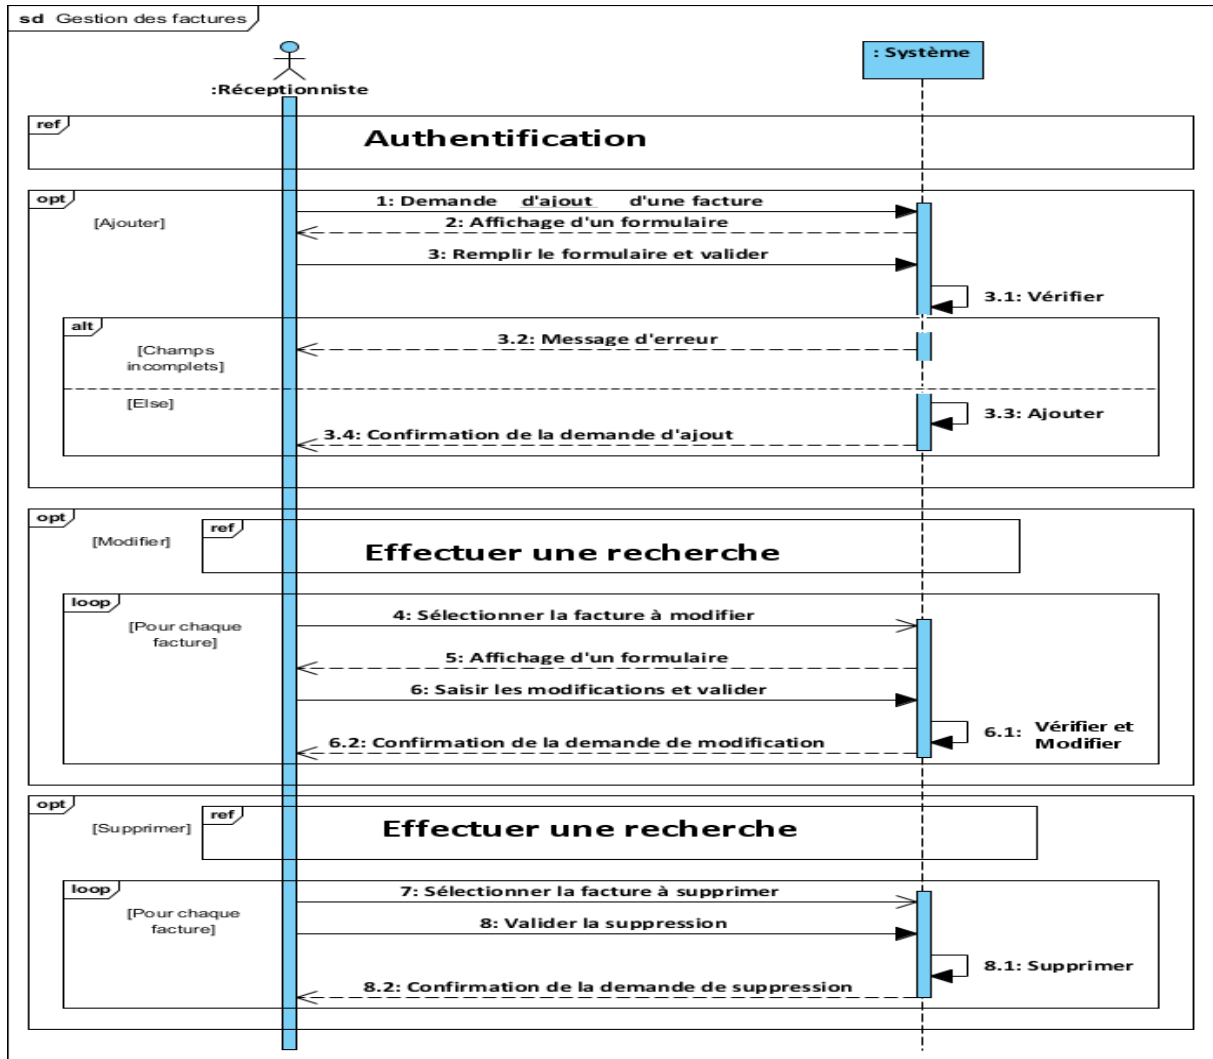 sd Gestion des factures
: Système
:Réceptionniste
ref
Authentification
opt
[Ajouter]
1: Demande d'ajout d'une facture
2: Affichage d'un formulaire
3: Remplir le formulaire et valider
3.1: Vérifier
alt
[Champs
incomplets]
3.2: Message d'erreur
[Else]
3.3: Ajouter
3.4: Confirmation de la demande d'ajout
opt
[Modifier]
ref
Effectuer une recherche
loop
[Pour chaque
facture]
4: Sélectionner la facture à modifier
5: Affichage d'un formulaire
6: Saisir les modifications et valider
6.1: Vérifier et
Modifier
6.2: Confirmation de la demande de modification
opt
[Supprimer]
ref
Effectuer une recherche
loop
[Pour chaque
facture]
7: Sélectionner la facture à supprimer
8: Valider la suppression
8.1: Supprimer
8.2: Confirmation de la demande de suppression